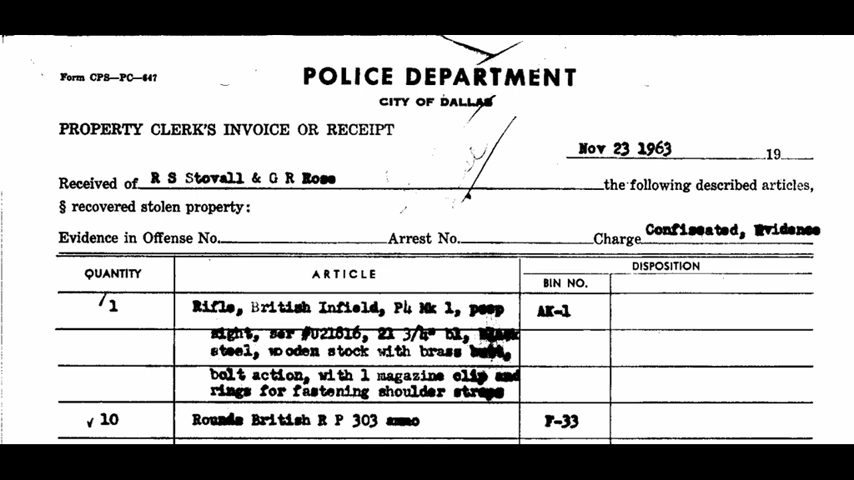 Form CPS—PC—647
POLICE DEPARTMENT
CITY OF DALLAS
PROPERTY CLERK'S INVOICE OR RECEIPT
Nov 23 1963 19
Received of R S Stovall & G R Rose the following described articles,
§ recovered stolen property:
Evidence in Offense No. Arrest No. Charge Confiscated, Evidence
QUANTITY ARTICLE DISPOSITION
BIN NO.
1 Rifle, British Infield, P4 Mk 1, peep AK-1
sight, ser #U21816, 21 3/4" bl, black
steel, wooden stock with brass butt,
bolt action, with 1 magazine clip and
rings for fastening shoulder straps
10 Rounds British R P 303 ammo F-33